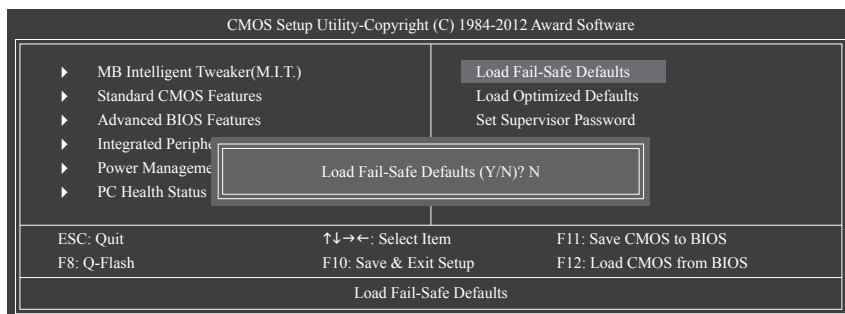 CMOS Setup Utility-Copyright (C) 1984-2012 Award Software
MB Intelligent Tweaker(M.I.T.)
Standard CMOS Features
Advanced BIOS Features
Integrated
Power
PC Health Status
Load Fail-Safe Defaults
Load Optimized Defaults
Set Supervisor Password
Load Fail-Safe Defaults (Y/N)? N
ESC: Quit
↑↓→←: Select Item
F11: Save CMOS to BIOS
F8: Q-Flash
F10: Save & Exit Setup
F12: Load CMOS from BIOS
Load Fail-Safe Defaults